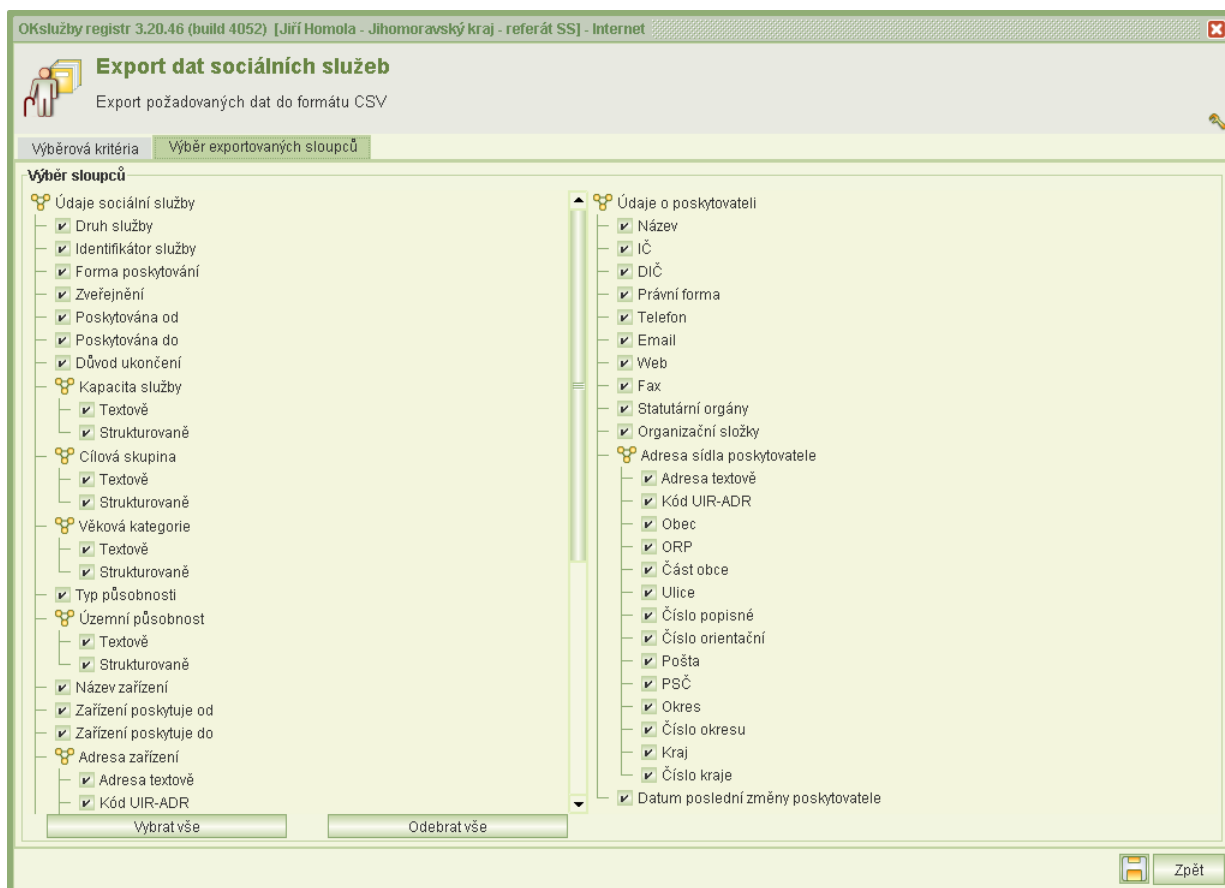 OKslužby registr 3.20.46 (build 4052) [Jiří Homola - Jihomoravský kraj - referát SS] - Internet
Export dat sociálních služeb
Export požadovaných dat do formátu CSV
Výběrová kritéria
Výběr exportovaných sloupců
Výběr sloupců
Údaje sociální služby
Druh služby
Identifikátor služby
Forma poskytování
Zveřejnění
Poskytována od
Poskytována do
Důvod ukončení
Kapacita služby
Textově
Strukturovaně
Cílová skupina
Textově
Strukturovaně
Věková kategorie
Textově
Strukturovaně
Typ působnosti
Územní působnost
Textově
Strukturovaně
Název zařízení
Zařízení poskytuje od
Zařízení poskytuje do
Adresa zařízení
Adresa textově
Kód UIR-ADR
Údaje o poskytovateli
Název
IČ
DIČ
Právní forma
Telefon
Email
Web
Fax
Statutární orgány
Organizační složky
Adresa sídla poskytovatele
Adresa textově
Kód UIR-ADR
Obec
ORP
Část obce
Ulice
Číslo popisné
Číslo orientační
Pošta
PSČ
Okres
Číslo okresu
Kraj
Číslo kraje
Datum poslední změny poskytovatele
Vybrat vše
Odebrat vše
Zpět